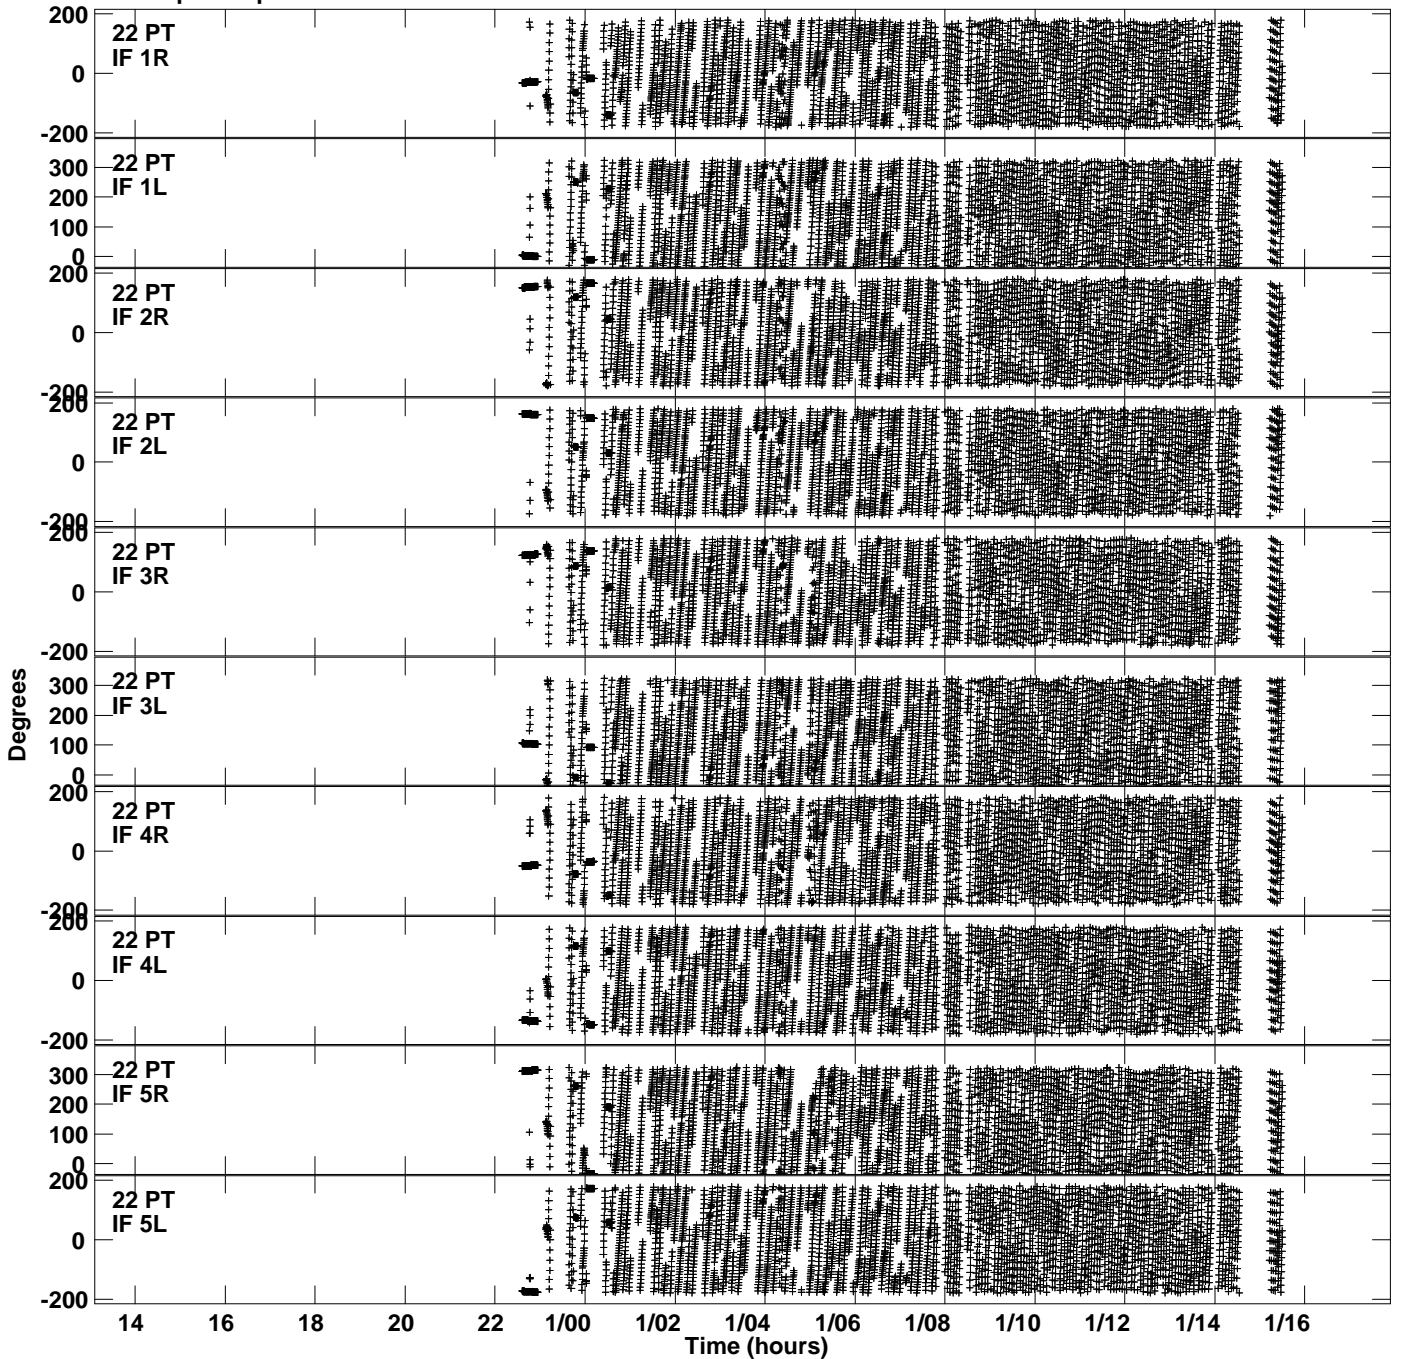 200
22 PT
IF 1R
0
-200
22 PT
300
IF 1L
200
100
0
200
22 PT
IF 2R
0
-200
200
22 PT
IF 2L
0
-200
200
22 PT
IF 3R
0
-200
22 PT
300
IF 3L
200
100
0
200
22 PT
IF 4R
0
-200
200
22 PT
IF 4L
0
-200
22 PT
300
IF 5R
200
100
0
200
22 PT
IF 5L
0
-200
Degrees
14 16 18 20 22 1/00 1/02 1/04 1/06 1/08 1/10 1/12 1/14 1/16
Time (hours)